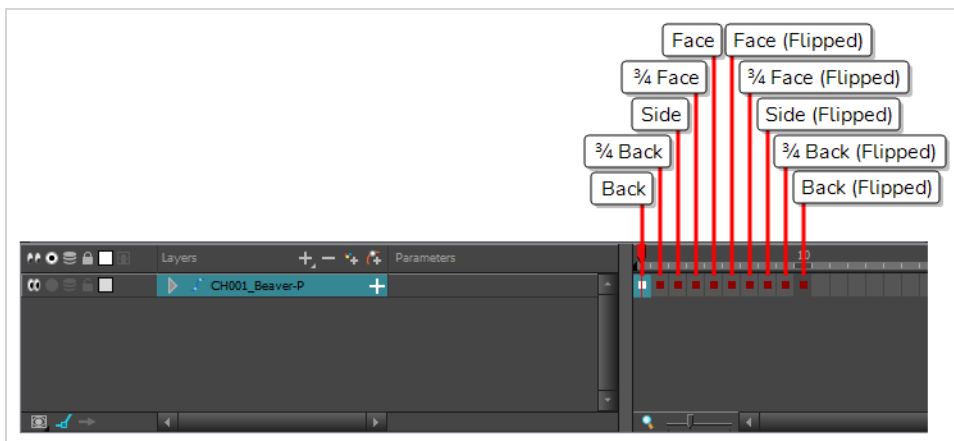 Face Face (Flipped)
¾ Face ¾ Face (Flipped)
Side Side (Flipped)
¾ Back ¾ Back (Flipped)
Back Back (Flipped)
Layers Parameters 10
CH001_Beaver-P